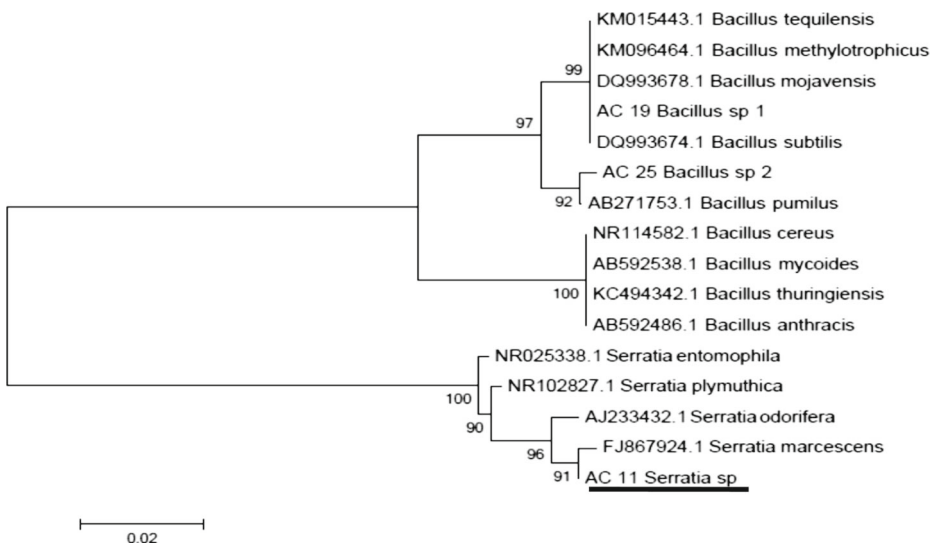 KM015443.1 Bacillus tequilensis
KM096464.1 Bacillus methylotrophicus
99
DQ993678.1 Bacillus mojavensis
AC 19 Bacillus sp 1
97
DQ993674.1 Bacillus subtilis
AC 25 Bacillus sp 2
92
AB271753.1 Bacillus pumilus
NR114582.1 Bacillus cereus
AB592538.1 Bacillus mycoides
100
KC494342.1 Bacillus thuringiensis
AB592486.1 Bacillus anthracis
NR025338.1 Serratia entomophila
100
NR102827.1 Serratia plymuthica
90
AJ233432.1 Serratia odorifera
96
FJ867924.1 Serratia marcescens
91
AC 11 Serratia sp
0.02